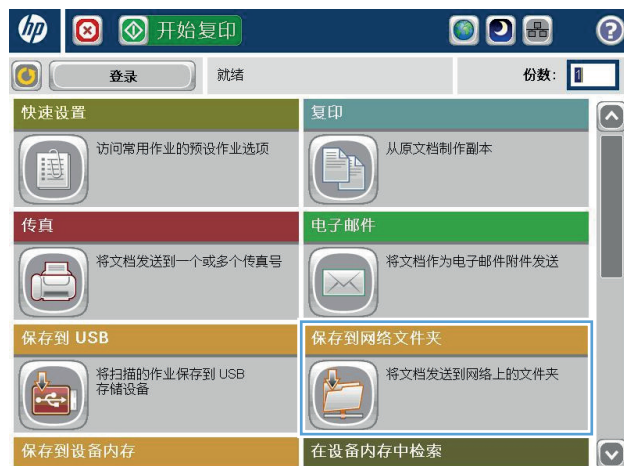 hp
开始复印
?
登录
就绪
份数:
1
快速设置
复印
访问常用作业的预设作业选项
从原文档制作副本
传真
电子邮件
将文档发送到一个或多个传真号
将文档作为电子邮件附件发送
保存到 USB
保存到网络文件夹
将扫描的作业保存到 USB
存储设备
将文档发送到网络上的文件夹
保存到设备内存
在设备内存中检索